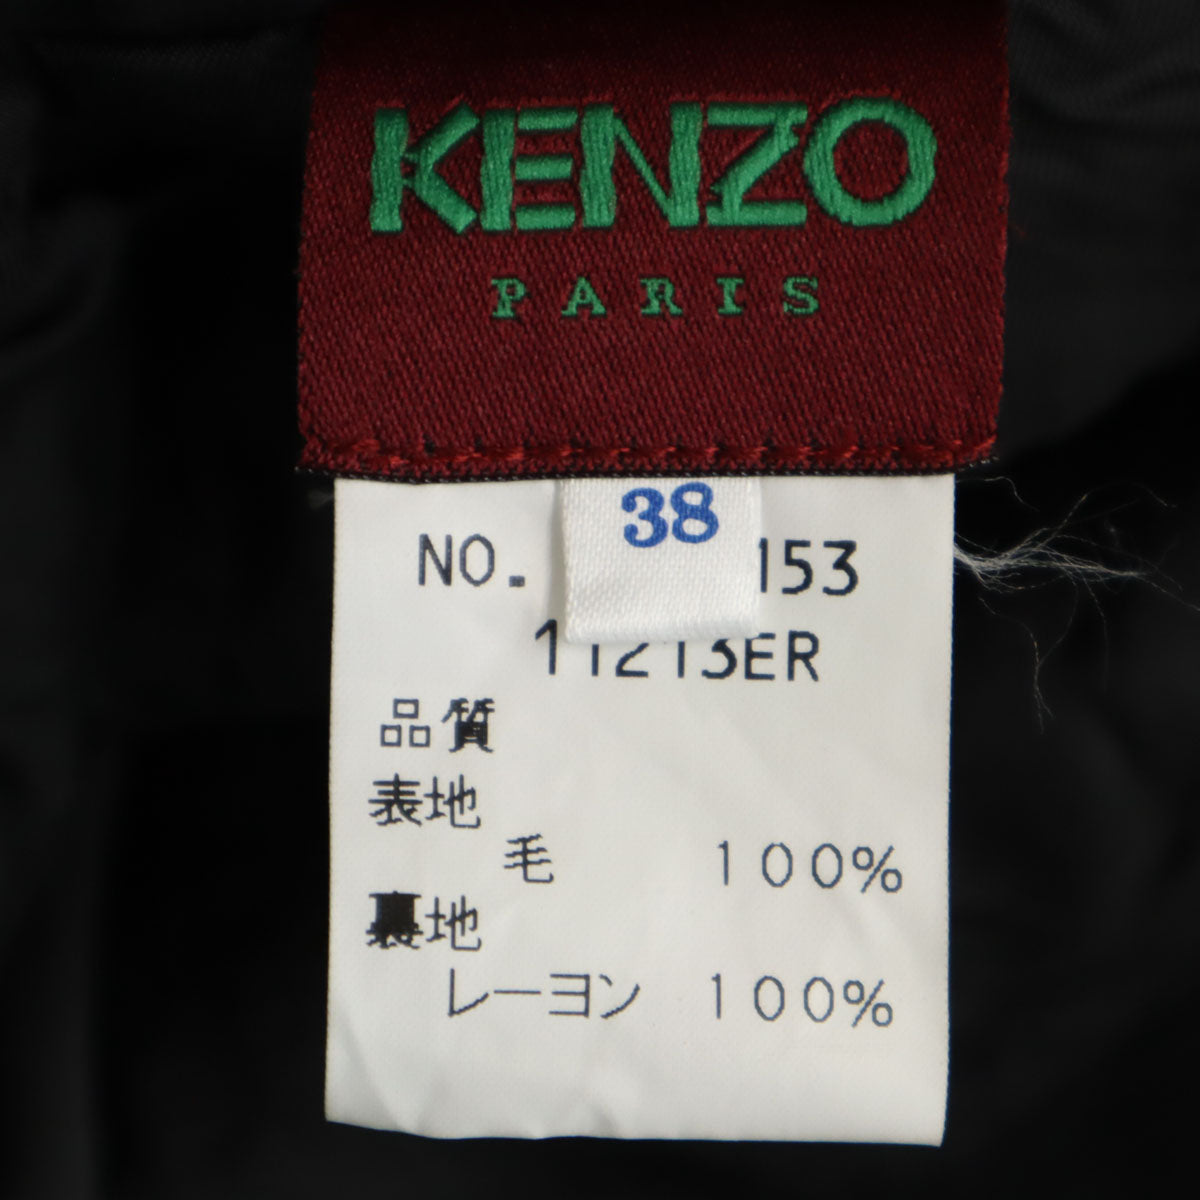 KENZO
PARIS
38
NO. 153
11213ER
品質
表地
毛 100%
裏地
レーヨン 100%